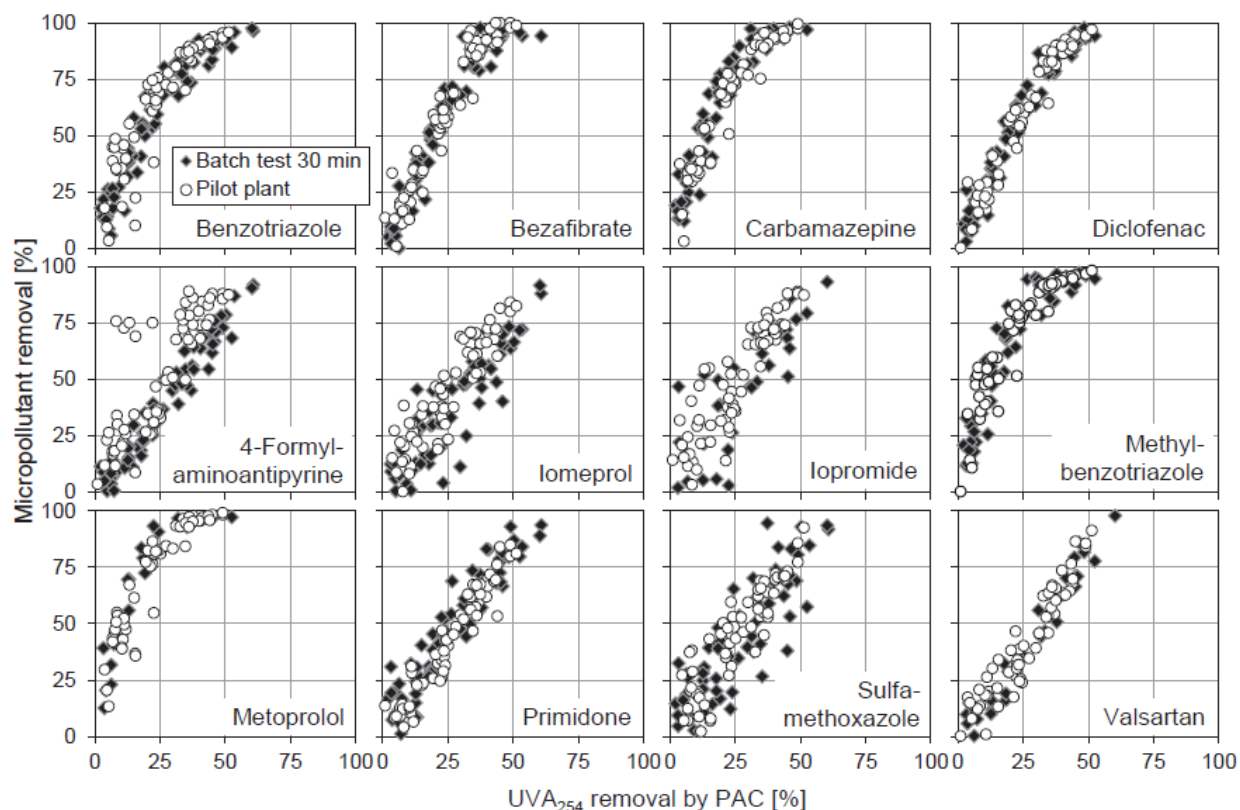 Micropollutant removal [%]
100
75
50
25
0
Batch test 30 min
Pilot plant
Benzotriazole
Bezafibrate
Carbamazepine
Diclofenac
100
75
50
25
0
4-Formyl-
aminoantipyrine
Iomeprol
Iopromide
Methyl-
benzotriazole
100
75
50
25
0
Metoprolol
Primidone
Sulfa-
methoxazole
Valsartan
0 25 50 75 100
0 25 50 75 100
0 25 50 75 100
0 25 50 75 100
UVA254 removal by PAC [%]